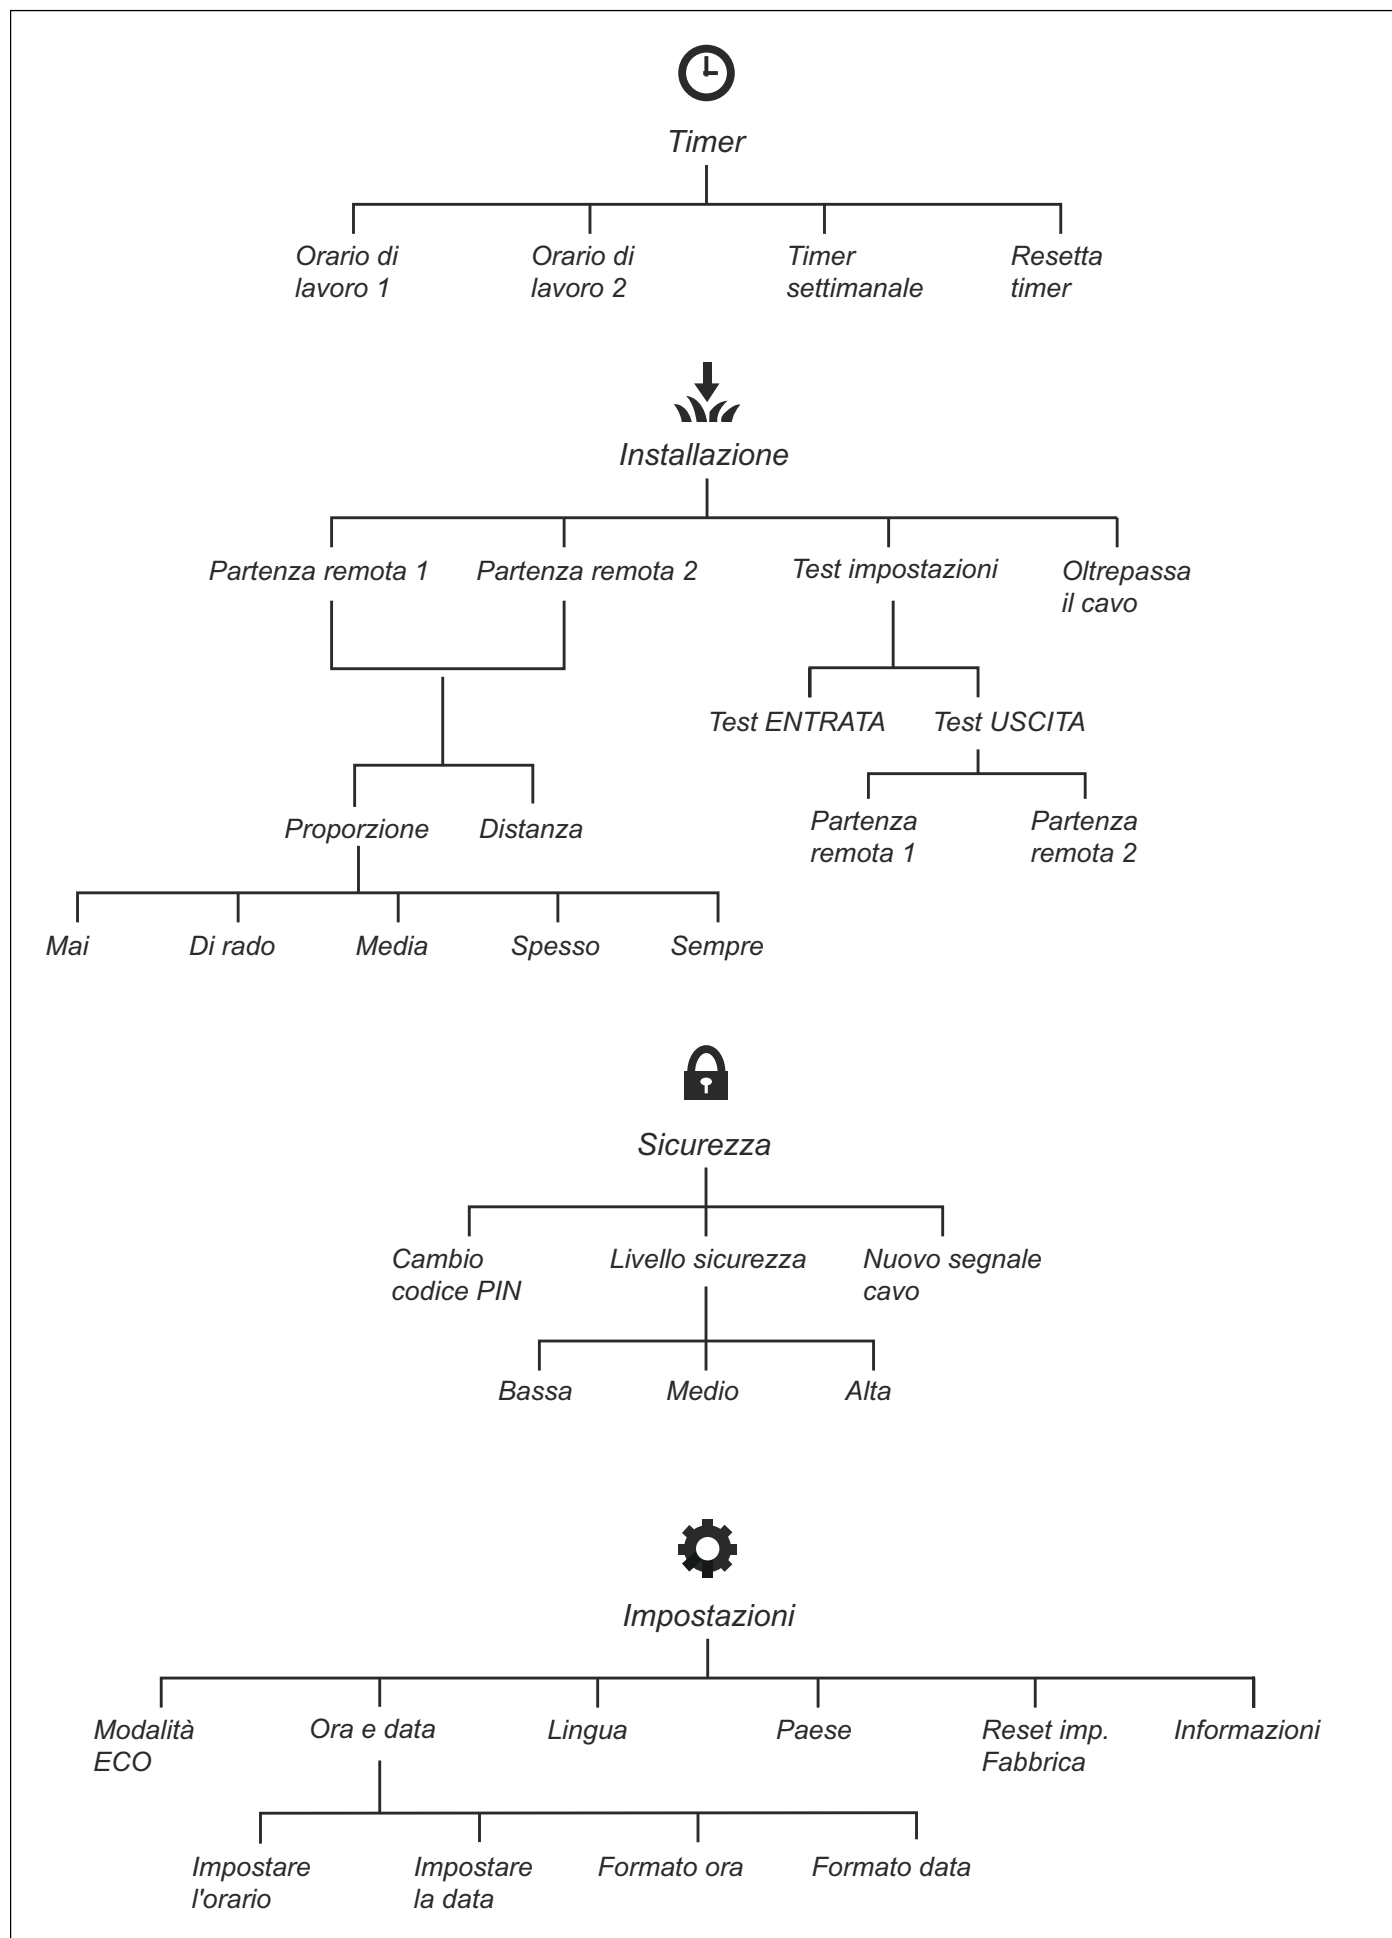 Timer
Orario di
lavoro 1
Orario di
lavoro 2
Timer
settimanale
Resetta
timer
Installazione
Partenza remota 1
Partenza remota 2
Test impostazioni
Oltrepassa
il cavo
Test ENTRATA
Test USCITA
Proporzione
Distanza
Partenza
remota 1
Partenza
remota 2
Mai
Di rado
Media
Spesso
Sempre
Sicurezza
Cambio
codice PIN
Livello sicurezza
Nuovo segnale
cavo
Bassa
Medio
Alta
Impostazioni
Modalità
ECO
Ora e data
Lingua
Paese
Reset imp.
Fabbrica
Informazioni
Impostare
l'orario
Impostare
la data
Formato ora
Formato data